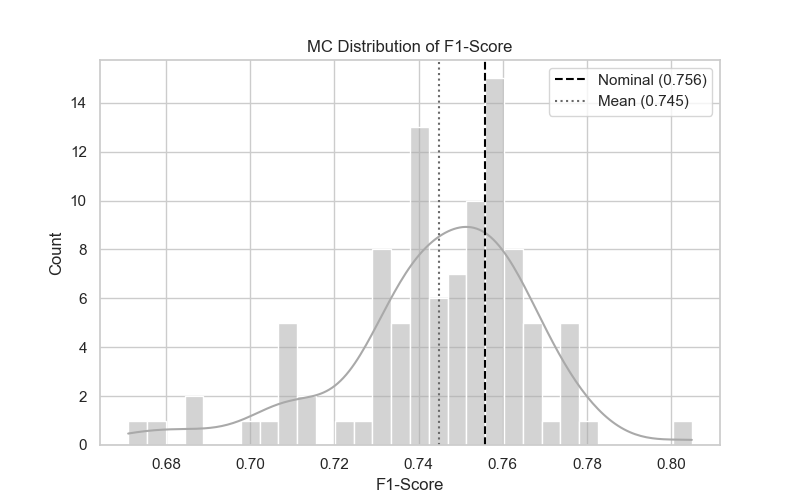 MC Distribution of F1-Score
Nominal (0.756)
Mean (0.745)
14
12
10
8
6
4
2
0
Count
0.68 0.70 0.72 0.74 0.76 0.78 0.80
F1-Score